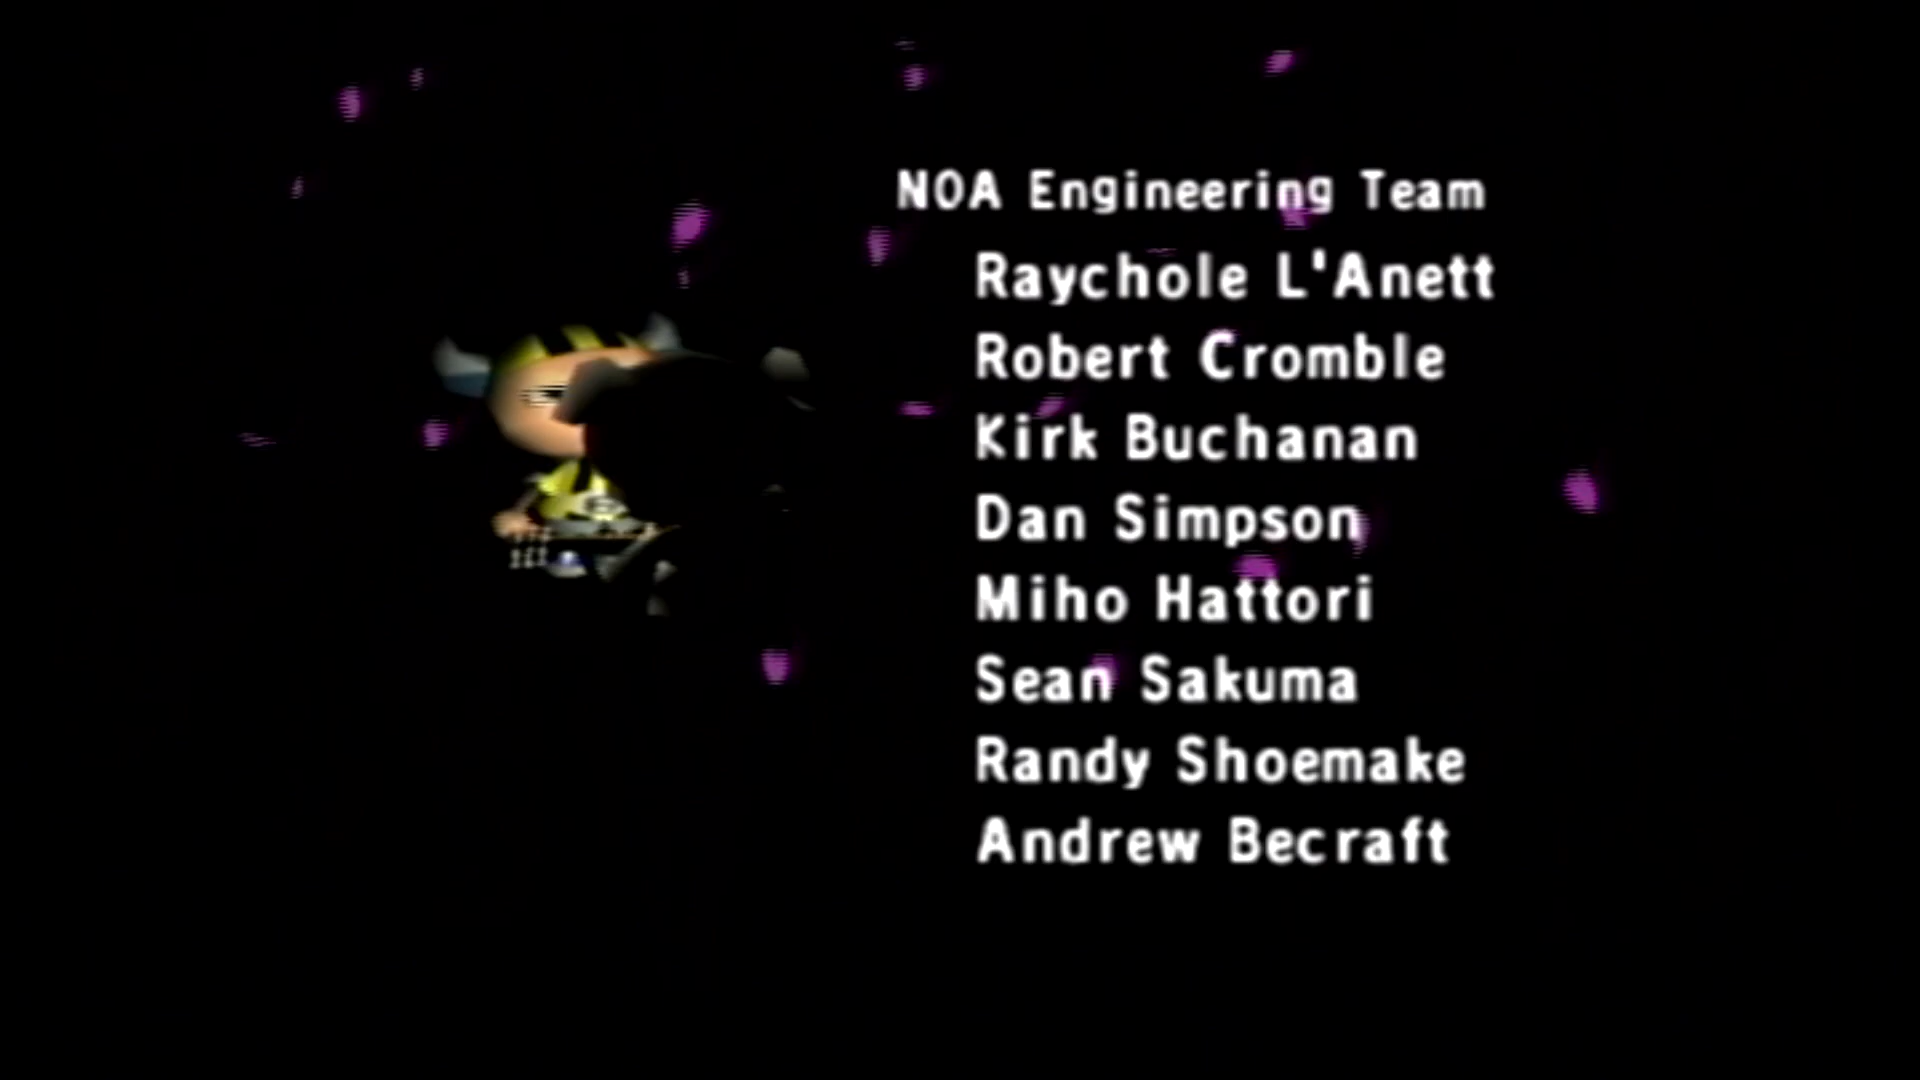 NOA Engineering Team
Raychole L'Anett
Robert Cromble
Kirk Buchanan
Dan Simpson
Miho Hattori
Sean Sakuma
Randy Shoemake
Andrew Becraft